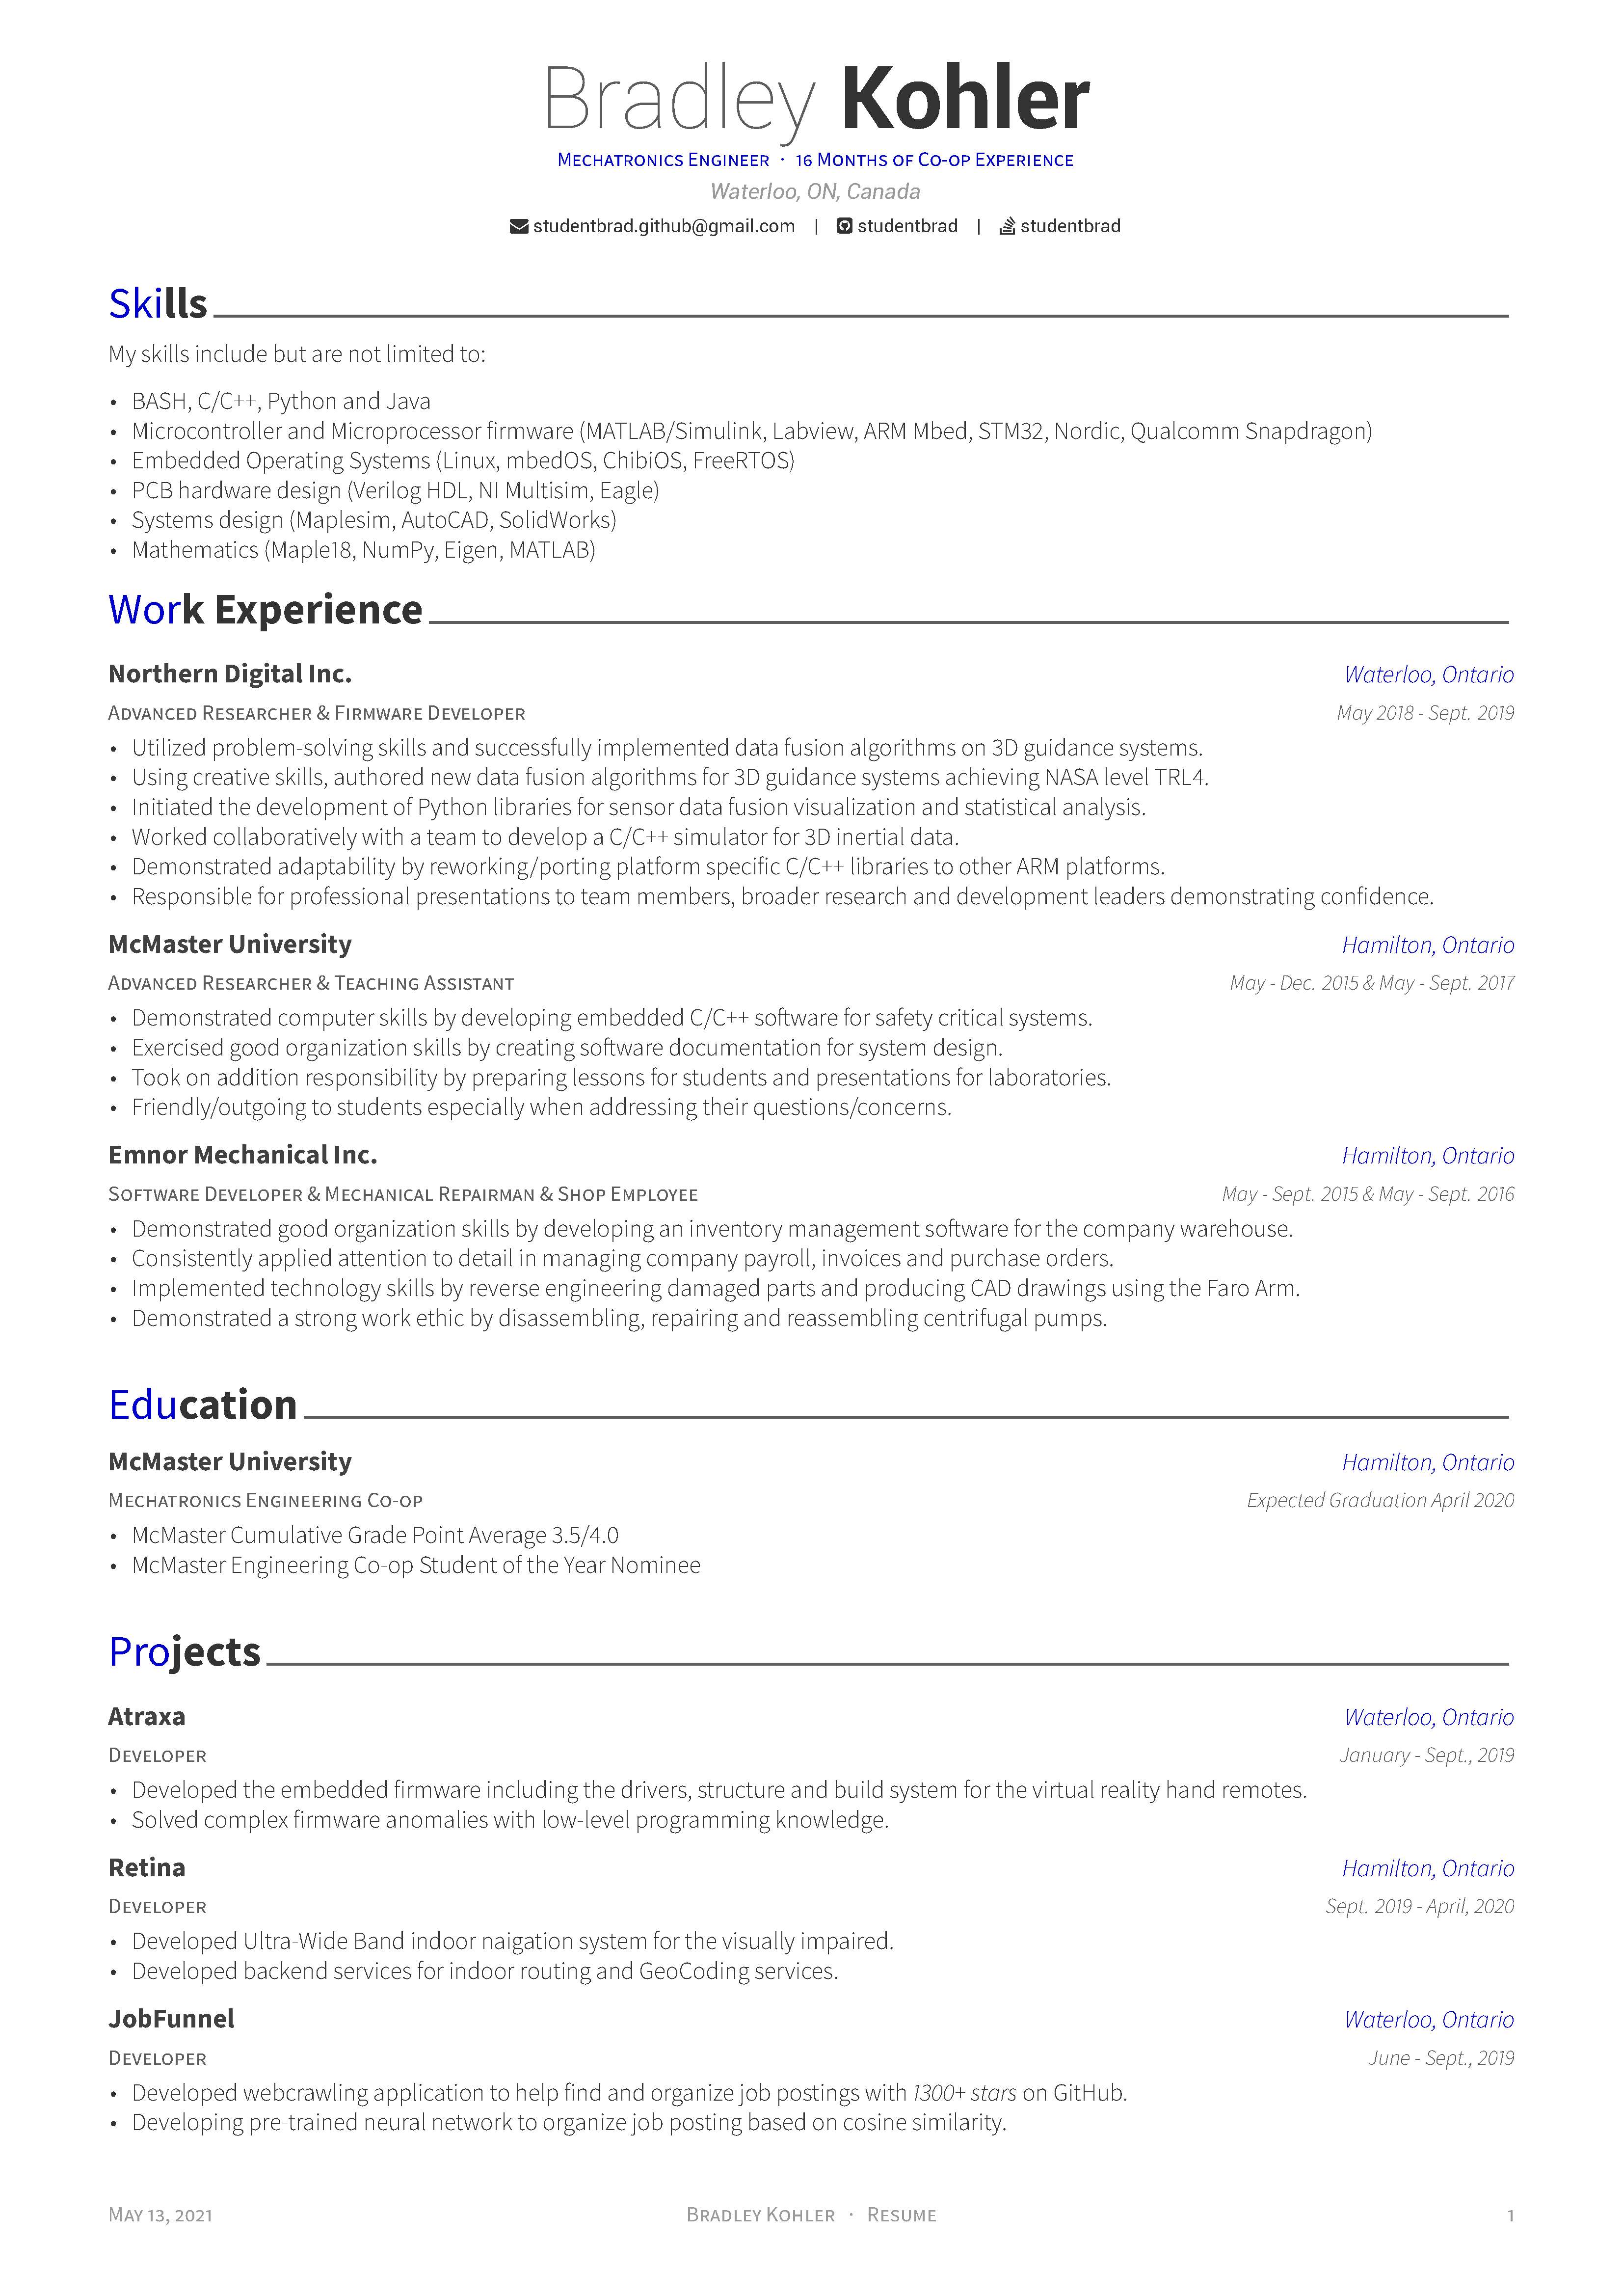 Bradley Kohler
Mechatronics Engineer · 16 Months of Co-op Experience
Waterloo, ON, Canada
studentbrad.github@gmail.com | studentbrad | studentbrad
Skills
My skills include but are not limited to:
• BASH, C/C++, Python and Java
• Microcontroller and Microprocessor firmware (MATLAB/Simulink, Labview, ARM Mbed, STM32, Nordic, Qualcomm Snapdragon)
• Embedded Operating Systems (Linux, mbedOS, ChibiOS, FreeRTOS)
• PCB hardware design (Verilog HDL, NI Multisim, Eagle)
• Systems design (Maplesim, AutoCAD, SolidWorks)
• Mathematics (Maple18, NumPy, Eigen, MATLAB)
Work Experience
Northern Digital Inc. Waterloo, Ontario
Advanced Researcher & Firmware Developer May 2018 - Sept. 2019
• Utilized problem-solving skills and successfully implemented data fusion algorithms on 3D guidance systems.
• Using creative skills, authored new data fusion algorithms for 3D guidance systems achieving NASA level TRL4.
• Initiated the development of Python libraries for sensor data fusion visualization and statistical analysis.
• Worked collaboratively with a team to develop a C/C++ simulator for 3D inertial data.
• Demonstrated adaptability by reworking/porting platform specific C/C++ libraries to other ARM platforms.
• Responsible for professional presentations to team members, broader research and development leaders demonstrating confidence.
McMaster University Hamilton, Ontario
Advanced Researcher & Teaching Assistant May - Dec. 2015 & May - Sept. 2017
• Demonstrated computer skills by developing embedded C/C++ software for safety critical systems.
• Exercised good organization skills by creating software documentation for system design.
• Took on addition responsibility by preparing lessons for students and presentations for laboratories.
• Friendly/outgoing to students especially when addressing their questions/concerns.
Emnor Mechanical Inc. Hamilton, Ontario
Software Developer & Mechanical Repairman & Shop Employee May - Sept. 2015 & May - Sept. 2016
• Demonstrated good organization skills by developing an inventory management software for the company warehouse.
• Consistently applied attention to detail in managing company payroll, invoices and purchase orders.
• Implemented technology skills by reverse engineering damaged parts and producing CAD drawings using the Faro Arm.
• Demonstrated a strong work ethic by disassembling, repairing and reassembling centrifugal pumps.
Education
McMaster University Hamilton, Ontario
Mechatronics Engineering Co-op Expected Graduation April 2020
• McMaster Cumulative Grade Point Average 3.5/4.0
• McMaster Engineering Co-op Student of the Year Nominee
Projects
Atraxa Waterloo, Ontario
Developer January - Sept., 2019
• Developed the embedded firmware including the drivers, structure and build system for the virtual reality hand remotes.
• Solved complex firmware anomalies with low-level programming knowledge.
Retina Hamilton, Ontario
Developer Sept. 2019 - April, 2020
• Developed Ultra-Wide Band indoor naigation system for the visually impaired.
• Developed backend services for indoor routing and GeoCoding services.
JobFunnel Waterloo, Ontario
Developer June - Sept., 2019
• Developed webcrawling application to help find and organize job postings with 1300+ stars on GitHub.
• Developing pre-trained neural network to organize job posting based on cosine similarity.
May 13, 2021 Bradley Kohler · Resume 1